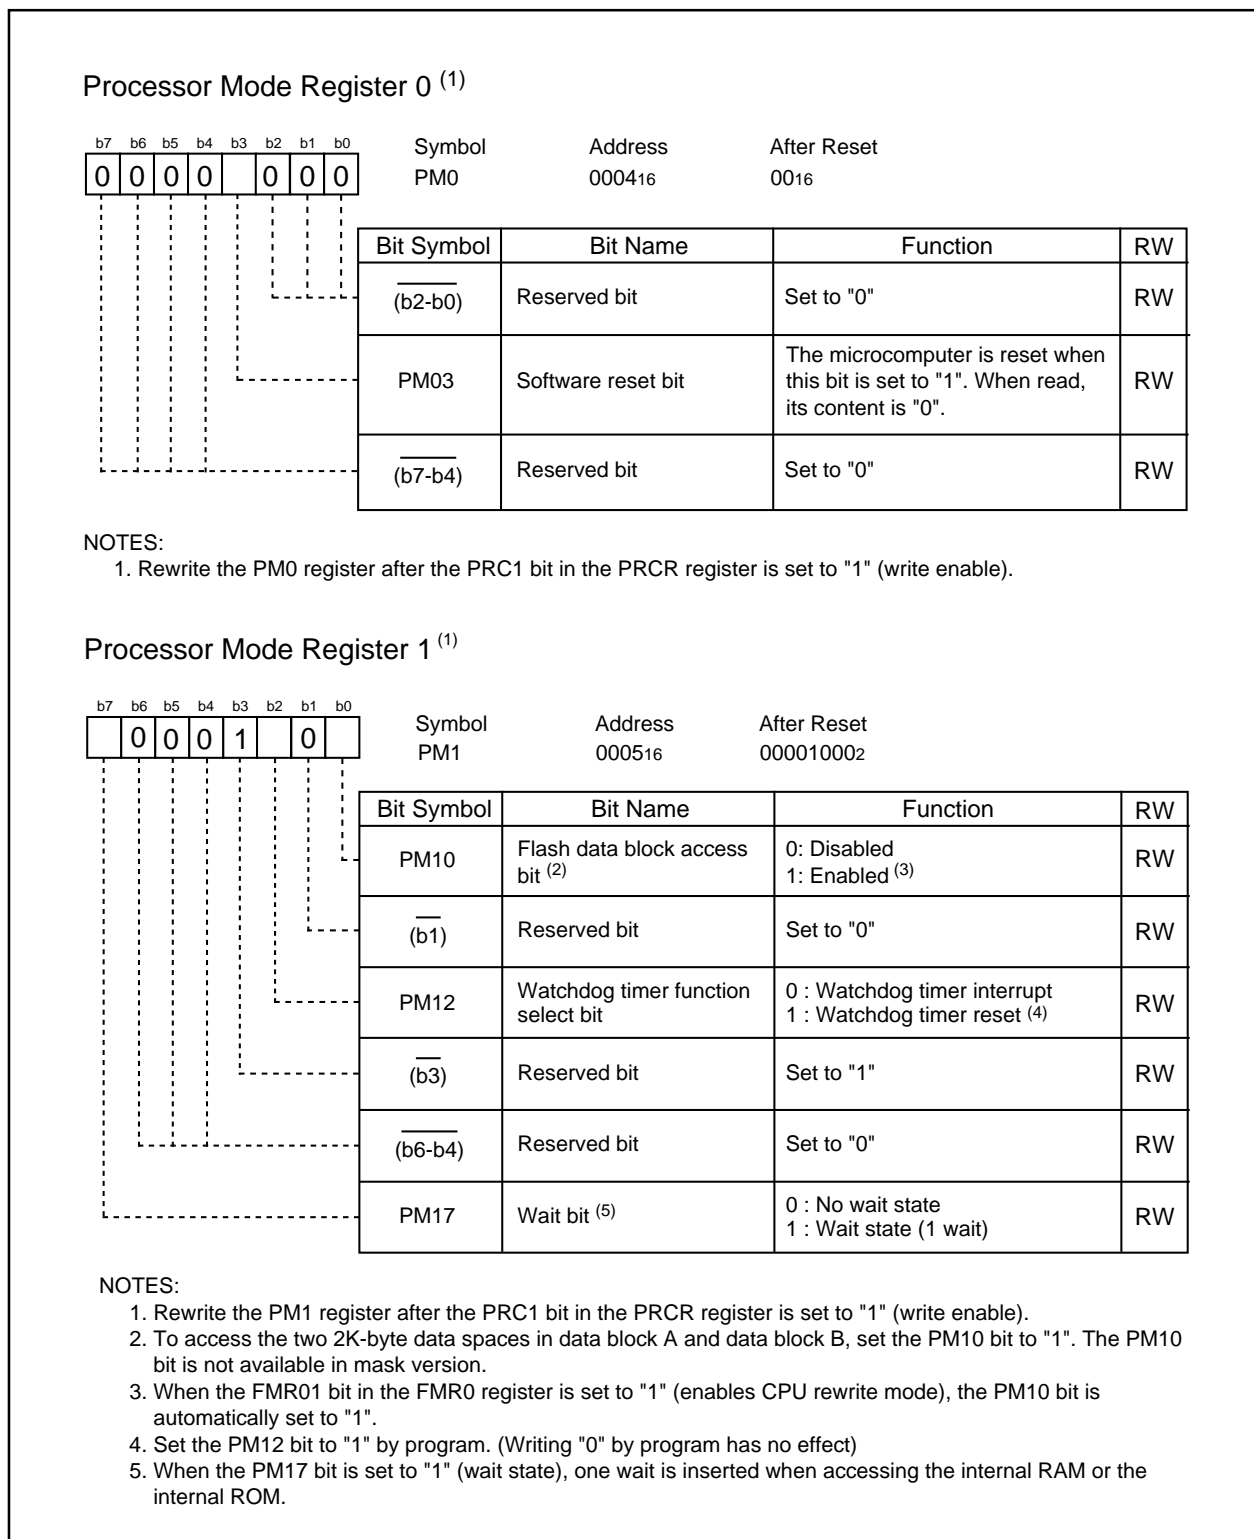 Processor Mode Register 0 (1)
b7 b6 b5 b4 b3 b2 b1 b0
0 0 0 0 0 0 0
Symbol Address After Reset
PM0 000416 0016
Bit Symbol Bit Name Function RW
(b2-b0) Reserved bit Set to "0" RW
PM03 Software reset bit The microcomputer is reset when
this bit is set to "1". When read,
its content is "0". RW
(b7-b4) Reserved bit Set to "0" RW
NOTES:
1. Rewrite the PM0 register after the PRC1 bit in the PRCR register is set to "1" (write enable).
Processor Mode Register 1 (1)
b7 b6 b5 b4 b3 b2 b1 b0
0 0 0 1 0
Symbol Address After Reset
PM1 000516 000010002
Bit Symbol Bit Name Function RW
PM10 Flash data block access
bit (2) 0: Disabled
1: Enabled (3) RW
(b1) Reserved bit Set to "0" RW
PM12 Watchdog timer function
select bit 0 : Watchdog timer interrupt
1 : Watchdog timer reset (4) RW
(b3) Reserved bit Set to "1" RW
(b6-b4) Reserved bit Set to "0" RW
PM17 Wait bit (5) 0 : No wait state
1 : Wait state (1 wait) RW
NOTES:
1. Rewrite the PM1 register after the PRC1 bit in the PRCR register is set to "1" (write enable).
2. To access the two 2K-byte data spaces in data block A and data block B, set the PM10 bit to "1". The PM10
bit is not available in mask version.
3. When the FMR01 bit in the FMR0 register is set to "1" (enables CPU rewrite mode), the PM10 bit is
automatically set to "1".
4. Set the PM12 bit to "1" by program. (Writing "0" by program has no effect)
5. When the PM17 bit is set to "1" (wait state), one wait is inserted when accessing the internal RAM or the
internal ROM.